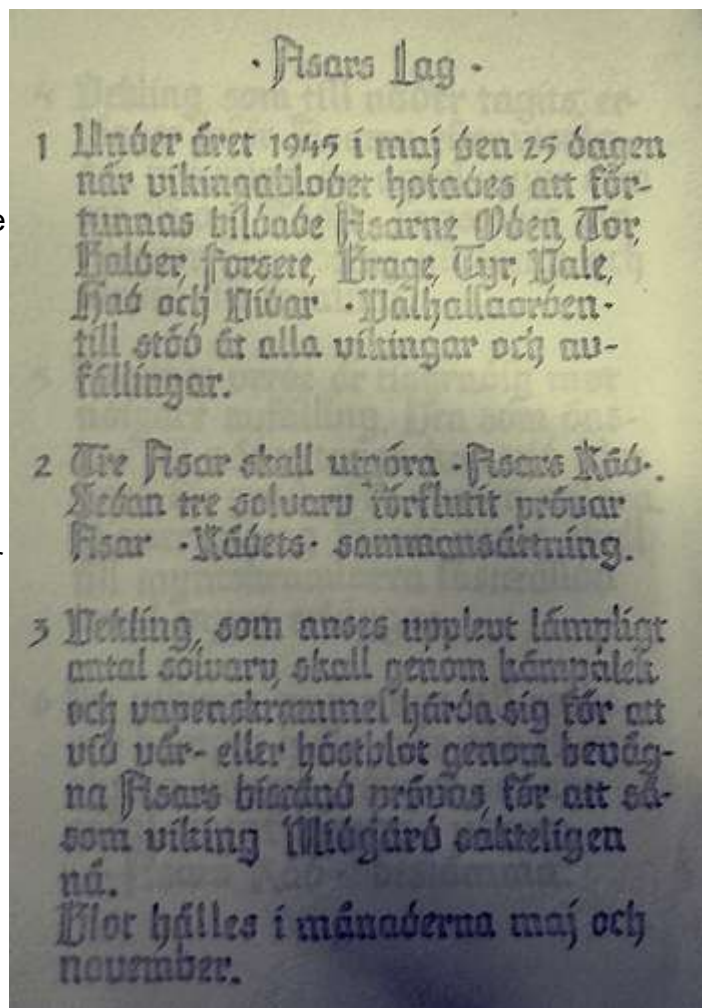 · Asars Lag ·
1 Under året 1945 i maj den 25 dagen
när vikingablodet hotades att för-
tunnas bildade Asarne Oden, Tor,
Balder, Forsete, Brage, Tyr, Vale,
Had och Vidar · Valhallaorden ·
till stöd åt alla vikingar och av-
fällingar.
2 Tre Asar skall utgöra · Asars Råd ·.
Sedan tre solvarv förflutit prövar
Asar · Rådets · sammansättning.
3 Vekling, som anses upplevt lämpligt
antal solvarv, skall genom kämpalek
och vapenskrammel härda sig för att
vid vår- eller höstblot genom bevåg-
na Asars bistånd prövas för att så-
som viking Midgård sakteligen
nå.
Blot hålles i månaderna maj och
november.
e